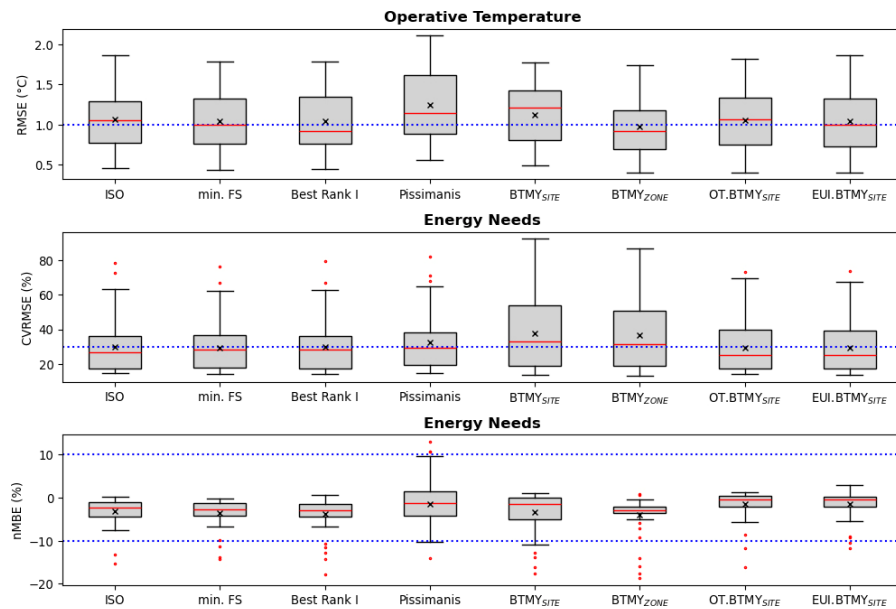 Operative Temperature
RMSE (°C)
2.0
1.5
1.0
0.5
ISO min. FS Best Rank I Pissimanis BTMY_SITE BTMY_ZONE OT.BTMY_SITE EUI.BTMY_SITE
Energy Needs
CVRMSE (%)
80
60
40
20
ISO min. FS Best Rank I Pissimanis BTMY_SITE BTMY_ZONE OT.BTMY_SITE EUI.BTMY_SITE
Energy Needs
nMBE (%)
10
0
−10
−20
ISO min. FS Best Rank I Pissimanis BTMY_SITE BTMY_ZONE OT.BTMY_SITE EUI.BTMY_SITE